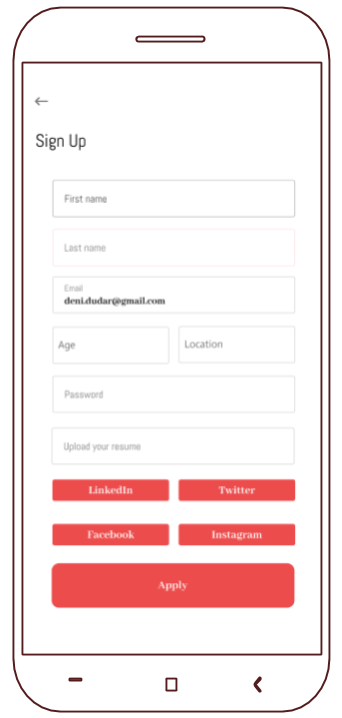 Sign Up
First name
Last name
Email
deni.dudar@gmail.com
Age
Location
Password
Upload your resume
LinkedIn
Twitter
Facebook
Instagram
Apply